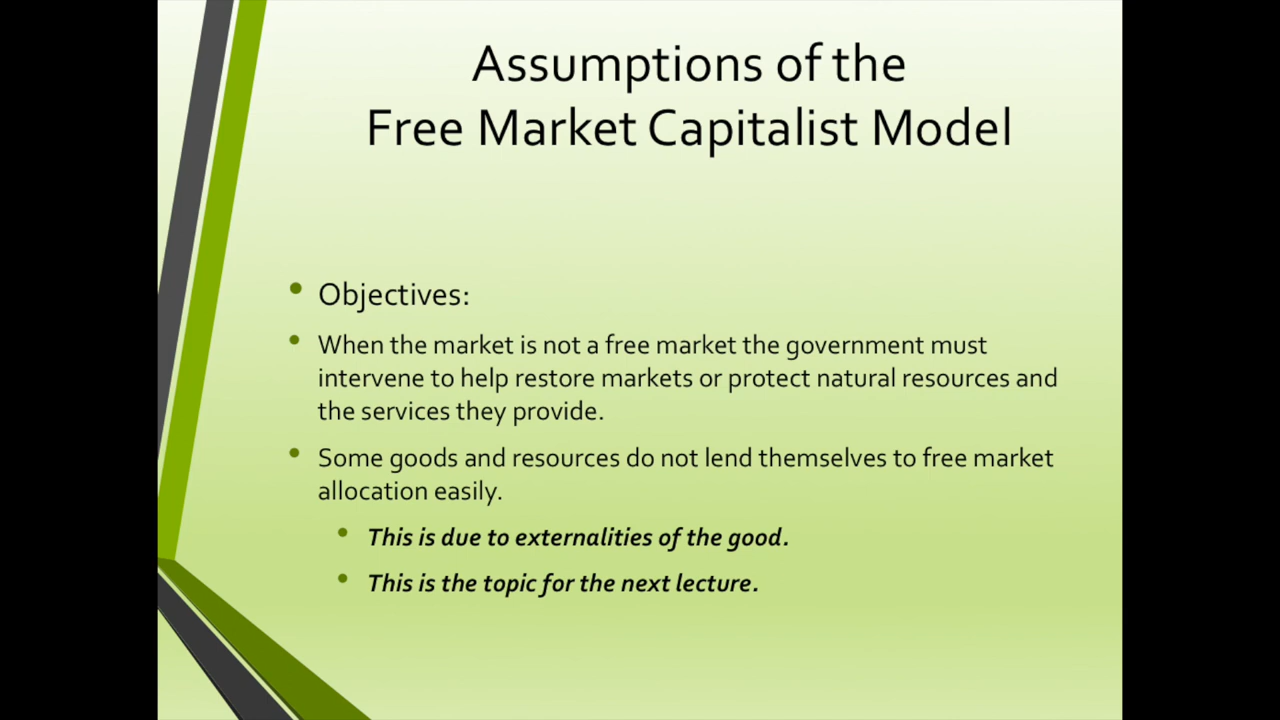 Assumptions of the
Free Market Capitalist Model
• Objectives:
• When the market is not a free market the government must
intervene to help restore markets or protect natural resources and
the services they provide.
• Some goods and resources do not lend themselves to free market
allocation easily.
• This is due to externalities of the good.
• This is the topic for the next lecture.